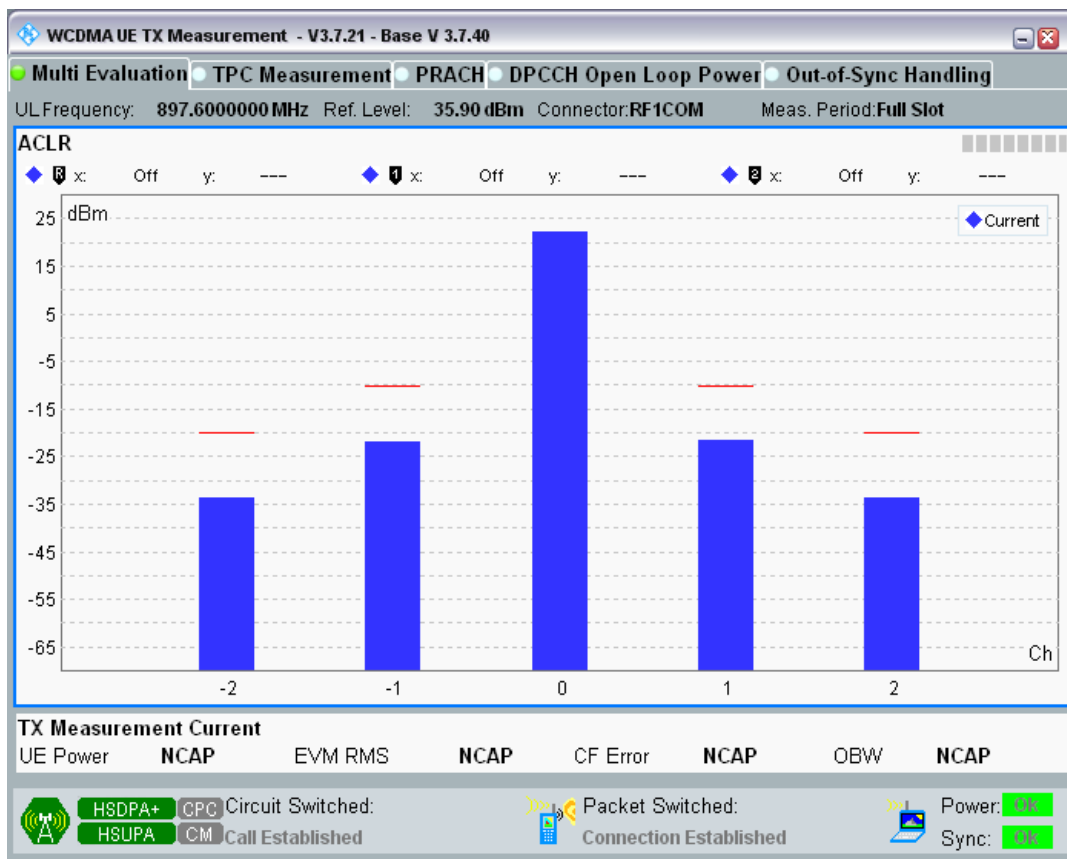 WCDMA UE TX Measurement - V3.7.21 - Base V 3.7.40
Multi Evaluation TPC Measurement PRACH DPCCH Open Loop Power Out-of-Sync Handling
UL Frequency: 897.6000000 MHz Ref. Level: 35.90 dBm Connector:RF1COM Meas. Period:Full Slot
ACLR
R x: Off y: --- 1 x: Off y: --- 2 x: Off y: ---
dBm
Current
25
15
5
-5
-15
-25
-35
-45
-55
-65
Ch
-2 -1 0 1 2
TX Measurement Current
UE Power NCAP EVM RMS NCAP CF Error NCAP OBW NCAP
HSDPA+ CPC Circuit Switched: Packet Switched: Power: OK
HSUPA CM Call Established Connection Established Sync: OK